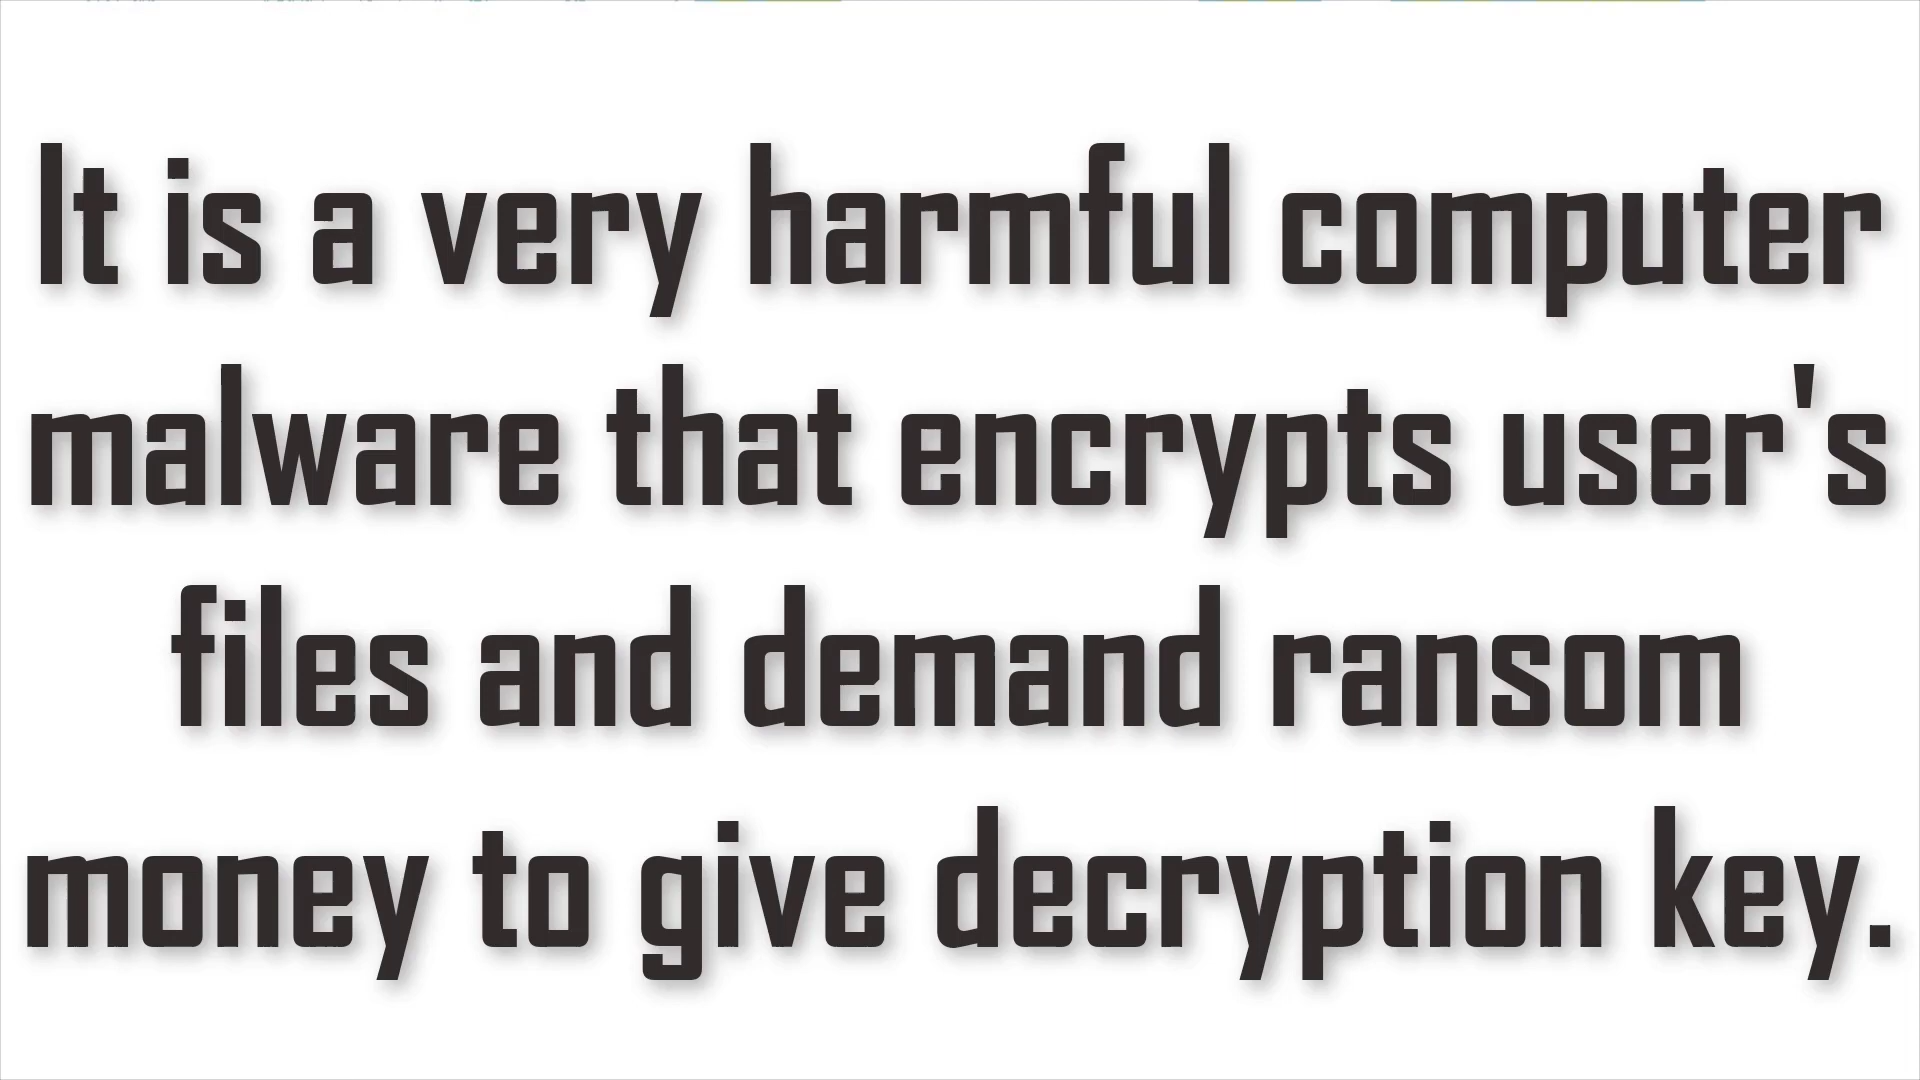 It is a very harmful computer
malware that encrypts user's
files and demand ransom
money to give decryption key.